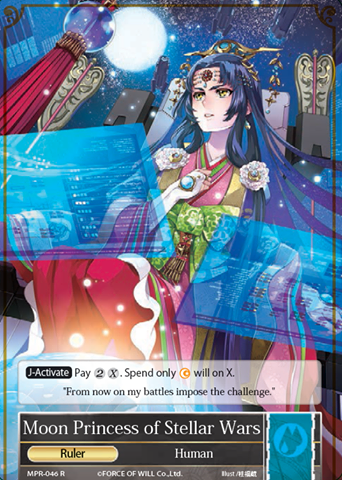 J-Activate Pay 2 X. Spend only will on X.
"From now on my battles impose the challenge."
Moon Princess of Stellar Wars
Ruler Human
MPR-046 R ©FORCE OF WILL Co.,Ltd. Illust/